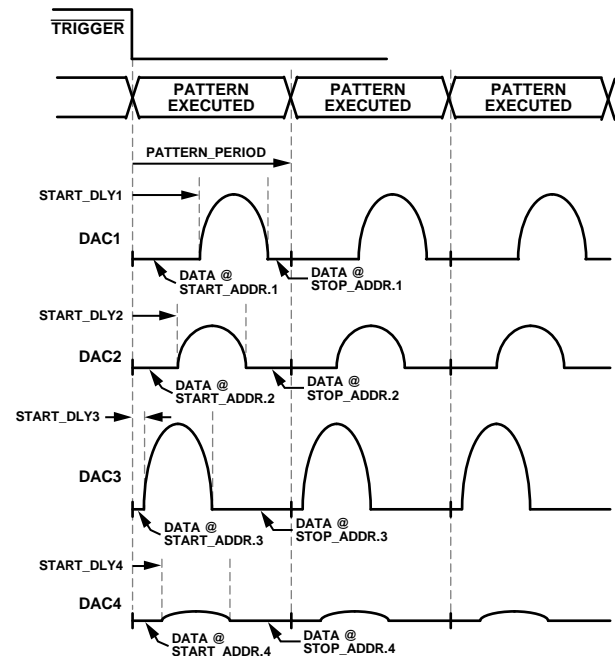 TRIGGER
PATTERN
EXECUTED
PATTERN
EXECUTED
PATTERN
EXECUTED
PATTERN_PERIOD
START_DLY1
DAC1
DATA @
START_ADDR.1
DATA @
STOP_ADDR.1
START_DLY2
DAC2
DATA @
START_ADDR.2
DATA @
STOP_ADDR.2
START_DLY3
DAC3
DATA @
START_ADDR.3
DATA @
STOP_ADDR.3
START_DLY4
DAC4
DATA @
START_ADDR.4
DATA @
STOP_ADDR.4